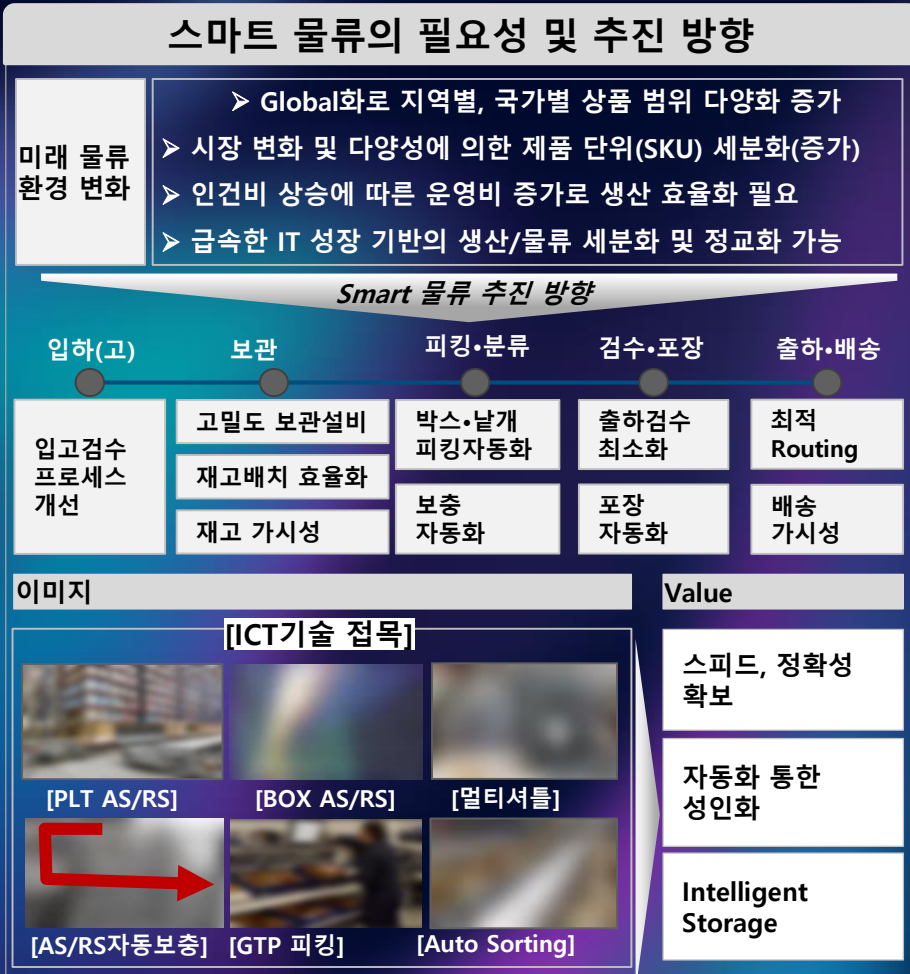 스마트 물류의 필요성 및 추진 방향
미래 물류
환경 변화
➢ Global화로 지역별, 국가별 상품 범위 다양화 증가
➢ 시장 변화 및 다양성에 의한 제품 단위(SKU) 세분화(증가)
➢ 인건비 상승에 따른 운영비 증가로 생산 효율화 필요
➢ 급속한 IT 성장 기반의 생산/물류 세분화 및 정교화 가능
Smart 물류 추진 방향
입하(고)
보관
피킹•분류
검수•포장
출하•배송
입고검수
프로세스
개선
고밀도 보관설비
재고배치 효율화
재고 가시성
박스•낱개
피킹자동화
보충
자동화
출하검수
최소화
포장
자동화
최적
Routing
배송
가시성
이미지
[ICT기술 접목]
[PLT AS/RS]
[BOX AS/RS]
[멀티셔틀]
[AS/RS자동보충]
[GTP 피킹]
[Auto Sorting]
Value
스피드, 정확성
확보
자동화 통한
성인화
Intelligent
Storage